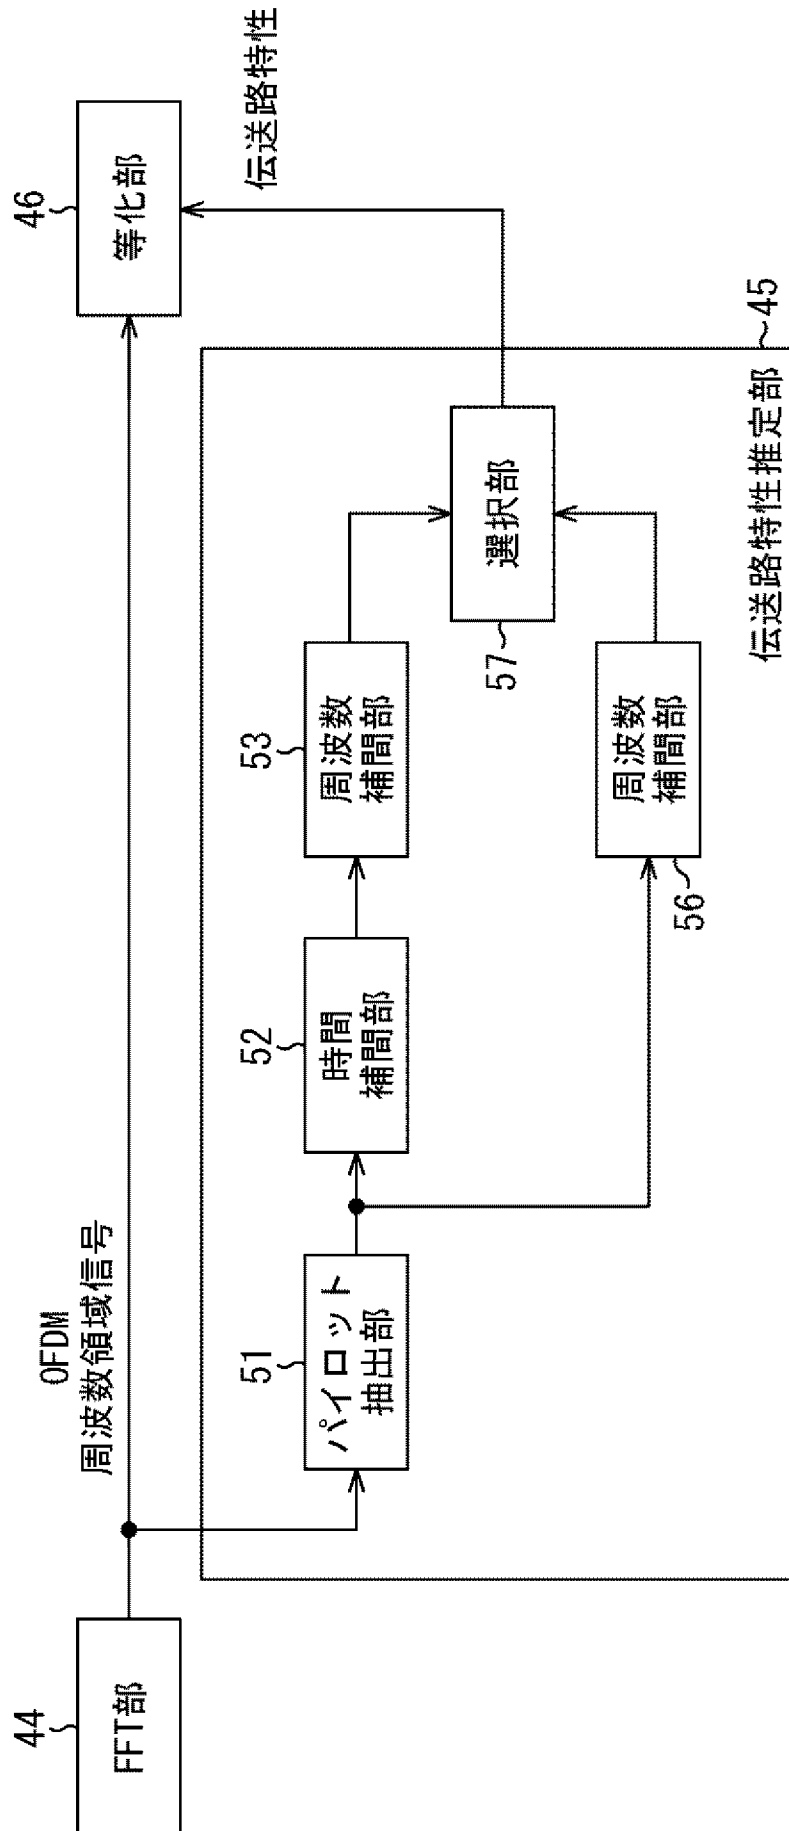 44
FFT部
OFDM
周波数領域信号
46
等化部
伝送路特性
51
パイロット
抽出部
52
時間
補間部
53
周波数
補間部
57
選択部
56
周波数
補間部
45
伝送路特性推定部